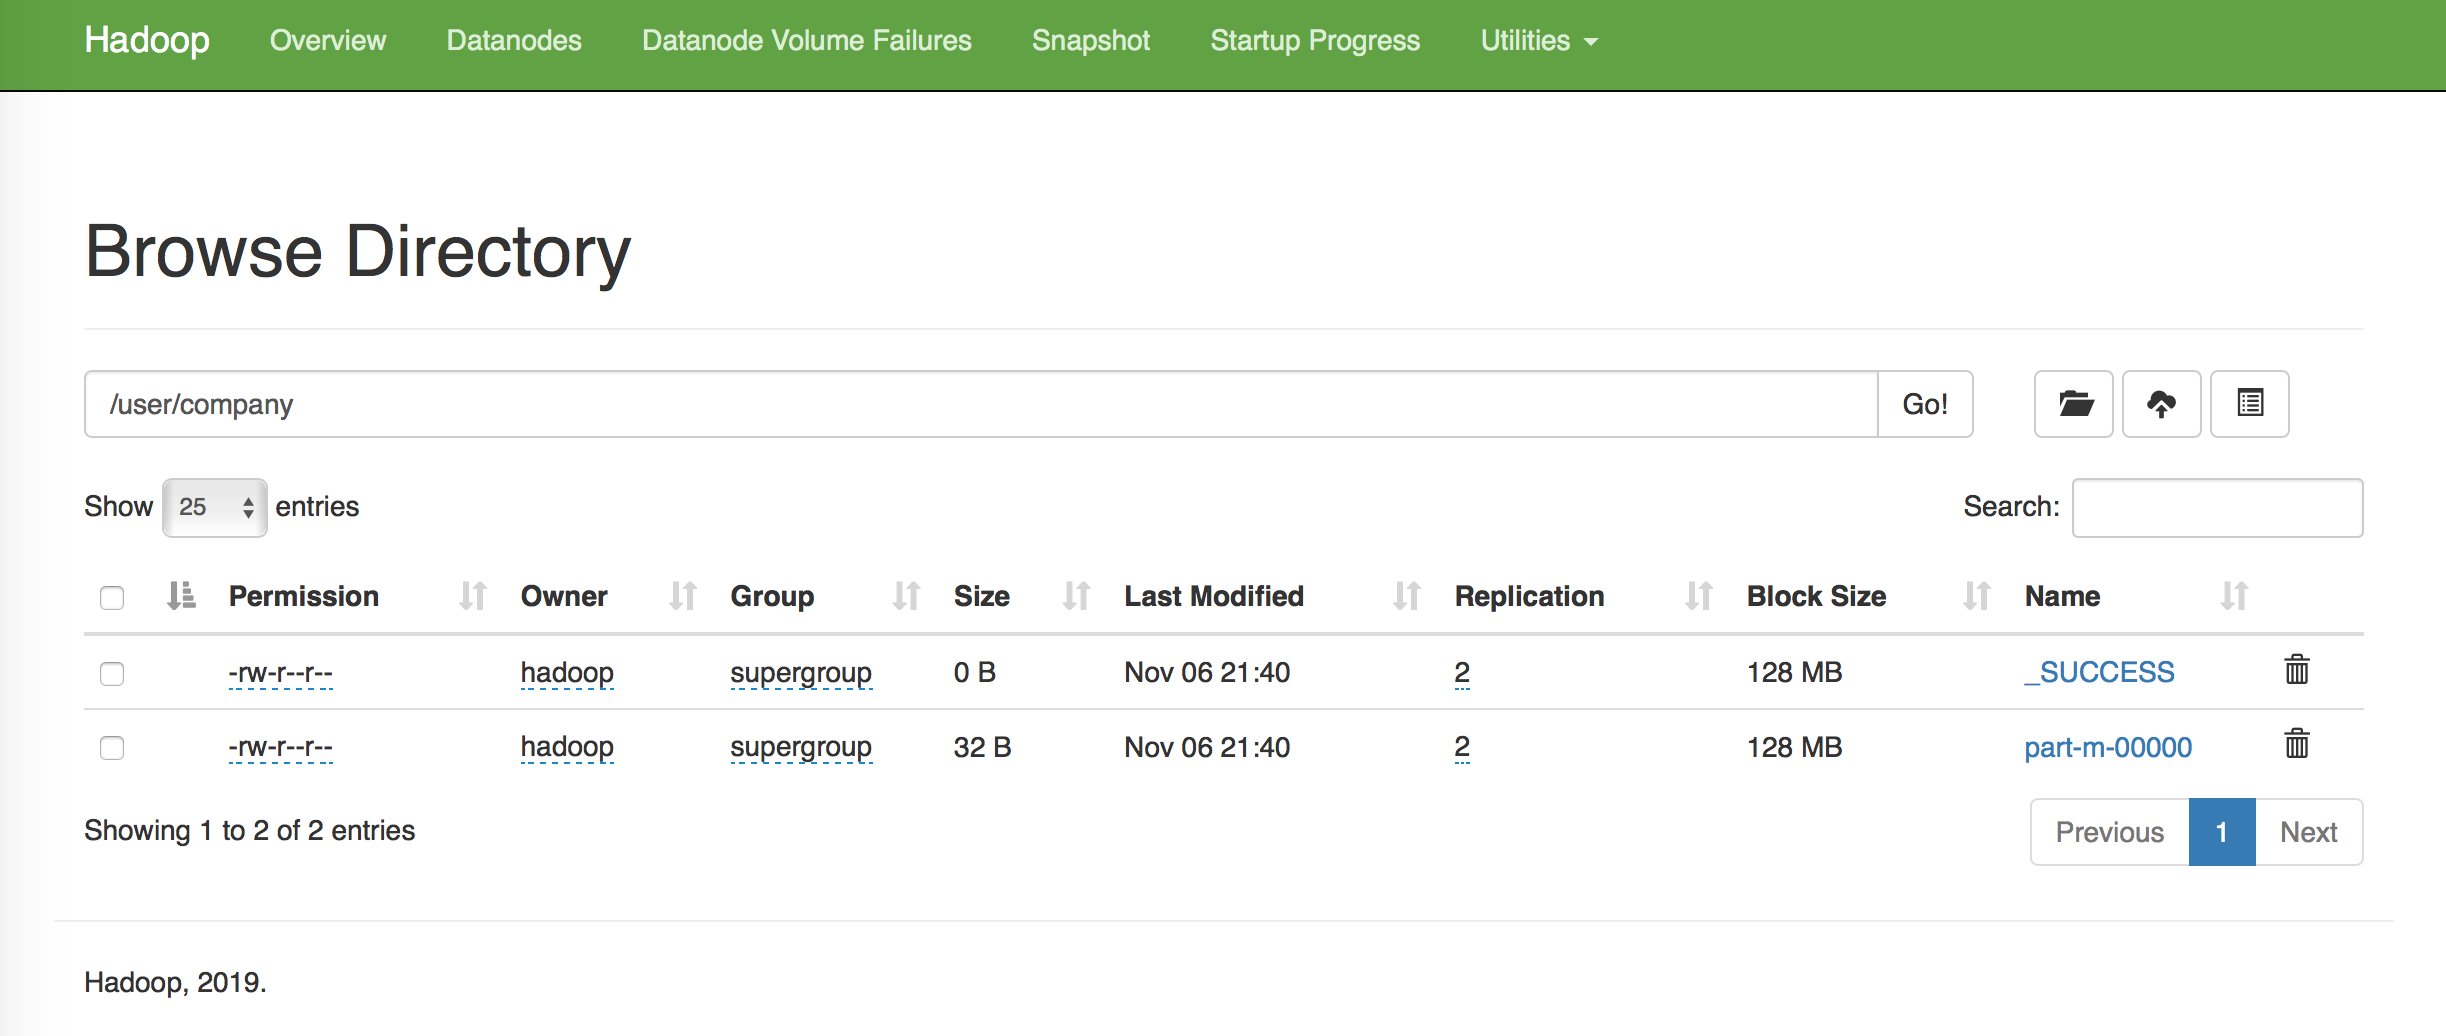 Hadoop Overview Datanodes Datanode Volume Failures Snapshot Startup Progress Utilities
Browse Directory
/user/company Go!
Show 25 entries Search:
Permission Owner Group Size Last Modified Replication Block Size Name
-rw-r--r-- hadoop supergroup 0 B Nov 06 21:40 2 128 MB _SUCCESS
-rw-r--r-- hadoop supergroup 32 B Nov 06 21:40 2 128 MB part-m-00000
Showing 1 to 2 of 2 entries Previous 1 Next
Hadoop, 2019.